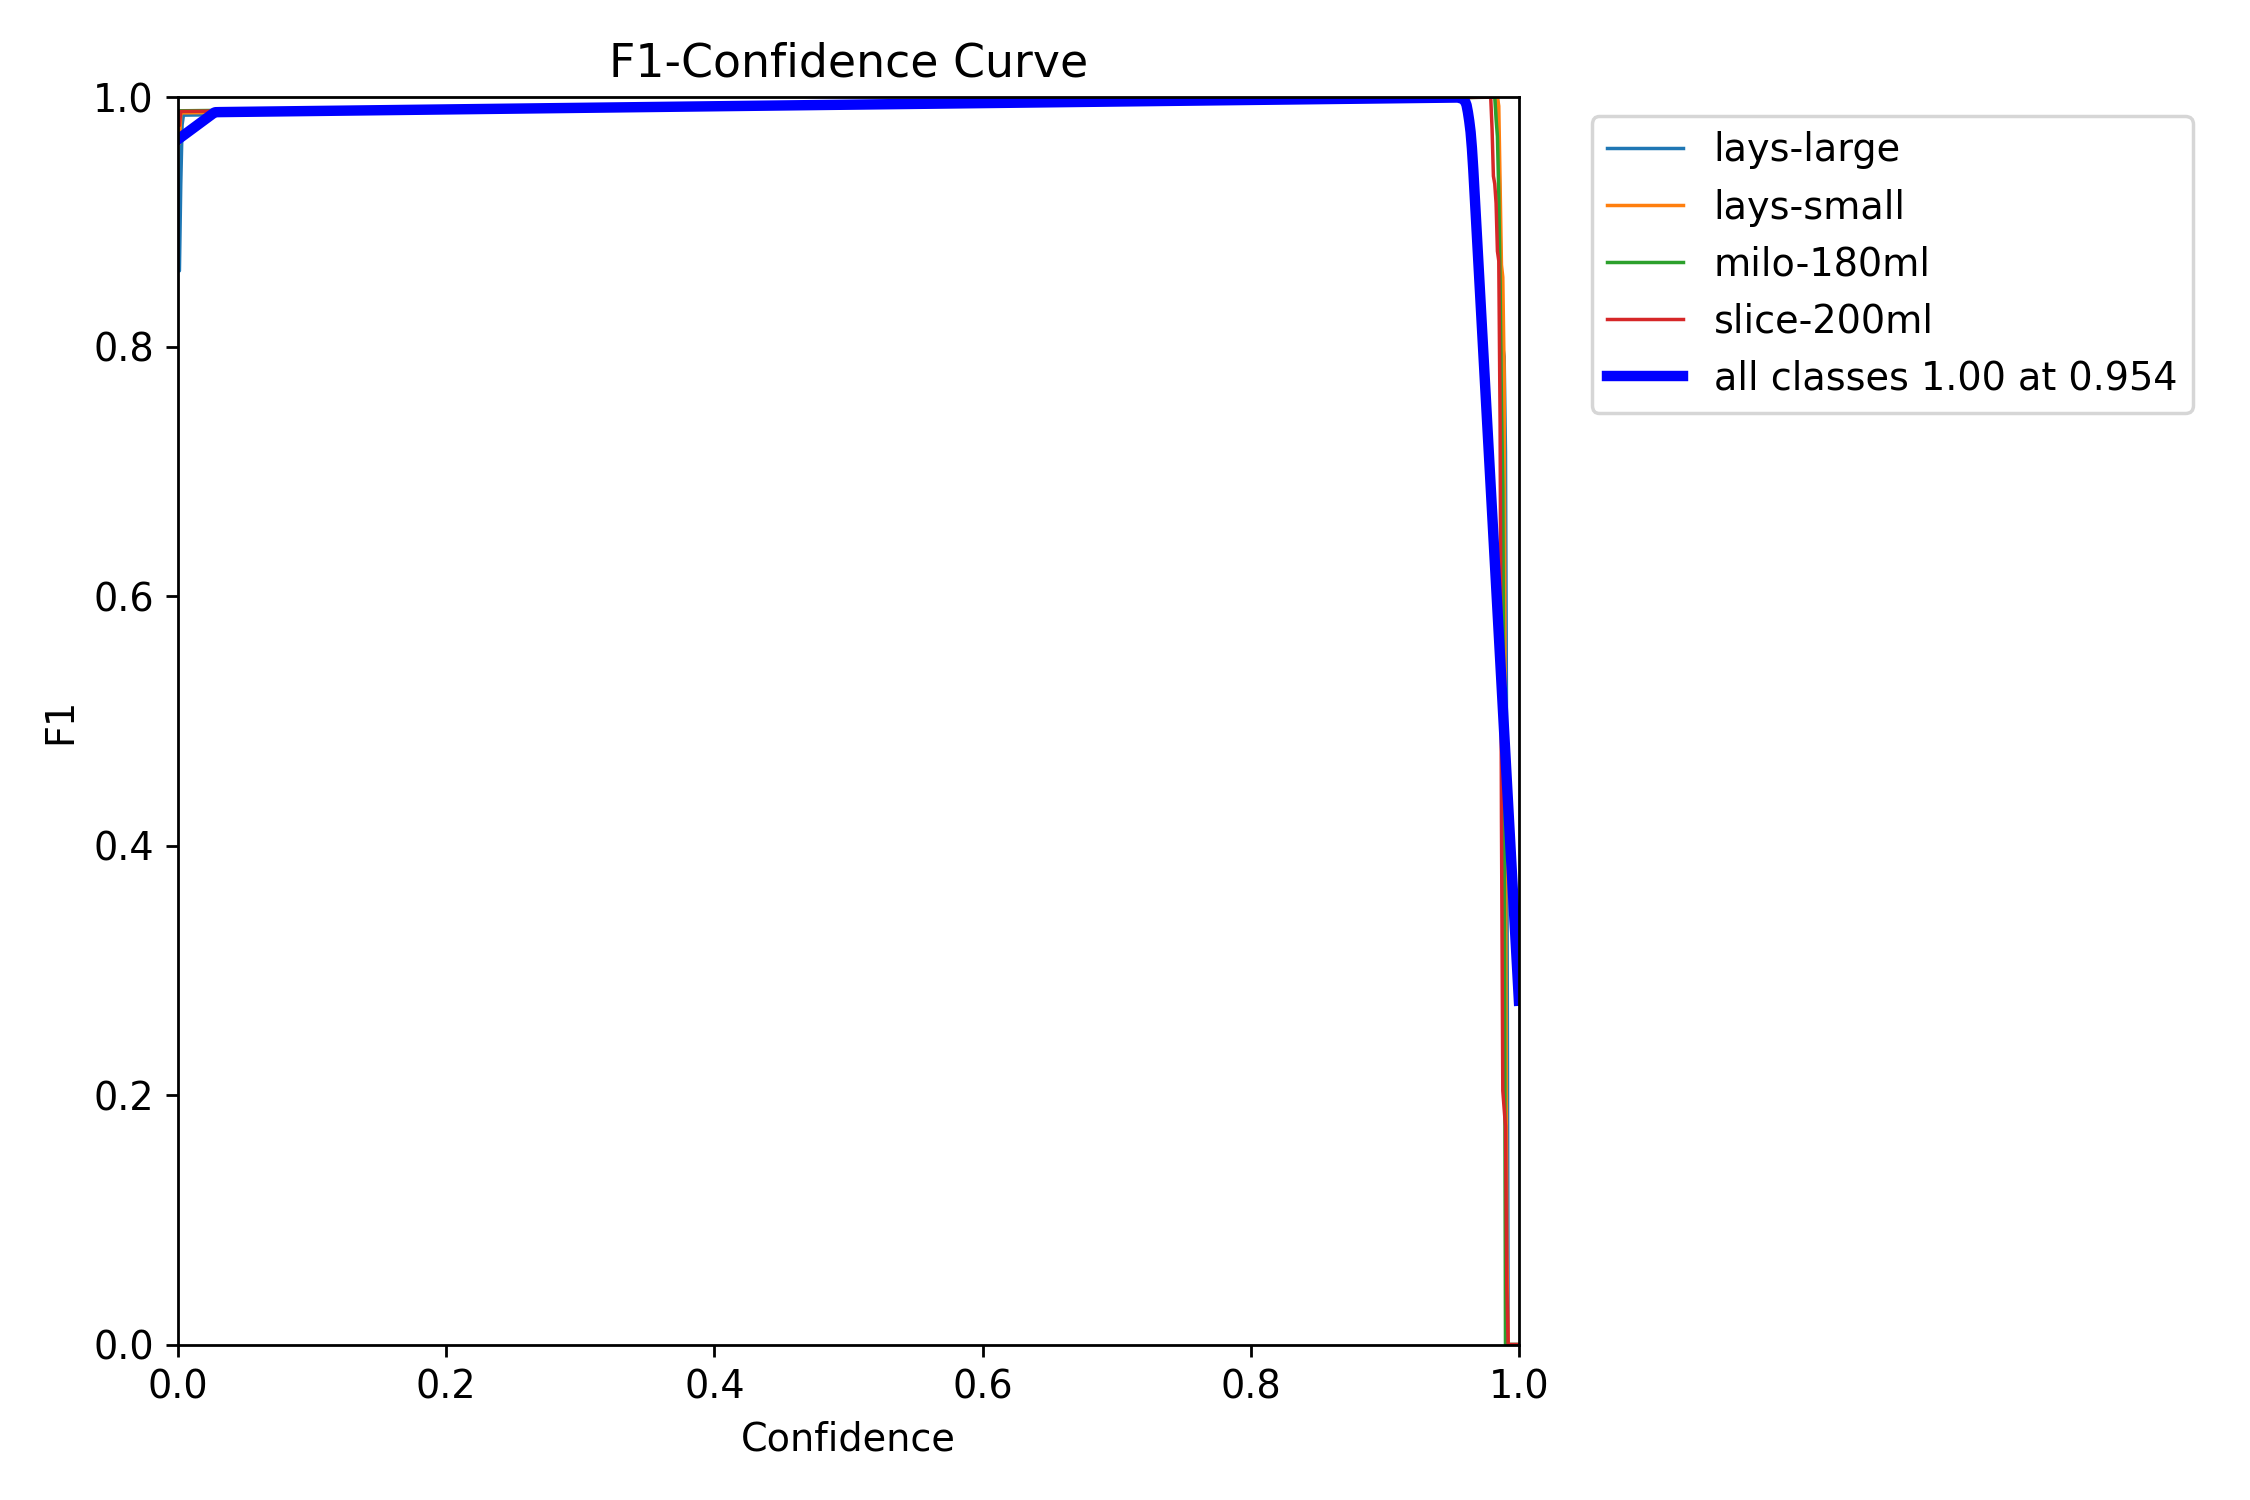 F1-Confidence Curve
1.0
0.8
0.6
0.4
0.2
0.0
F1
0.0 0.2 0.4 0.6 0.8 1.0
Confidence
lays-large
lays-small
milo-180ml
slice-200ml
all classes 1.00 at 0.954